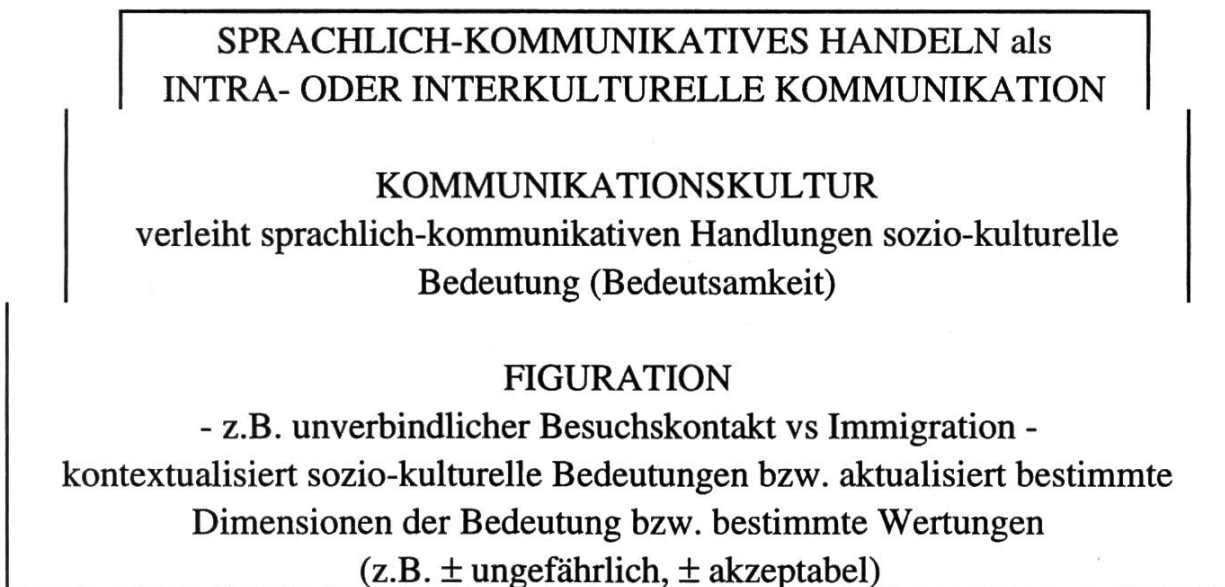 SPRACHLICH-KOMMUNIKATIVES HANDELN als
INTRA- ODER INTERKULTURELLE KOMMUNIKATION
KOMMUNIKATIONSKULTUR
verleiht sprachlich-kommunikativen Handlungen sozio-kulturelle
Bedeutung (Bedeutsamkeit)
FIGURATION
- z.B. unverbindlicher Besuchskontakt vs Immigration -
kontextualisiert sozio-kulturelle Bedeutungen bzw. aktualisiert bestimmte
Dimensionen der Bedeutung bzw. bestimmte Wertungen
(z.B. ± ungefährlich, ± akzeptabel)